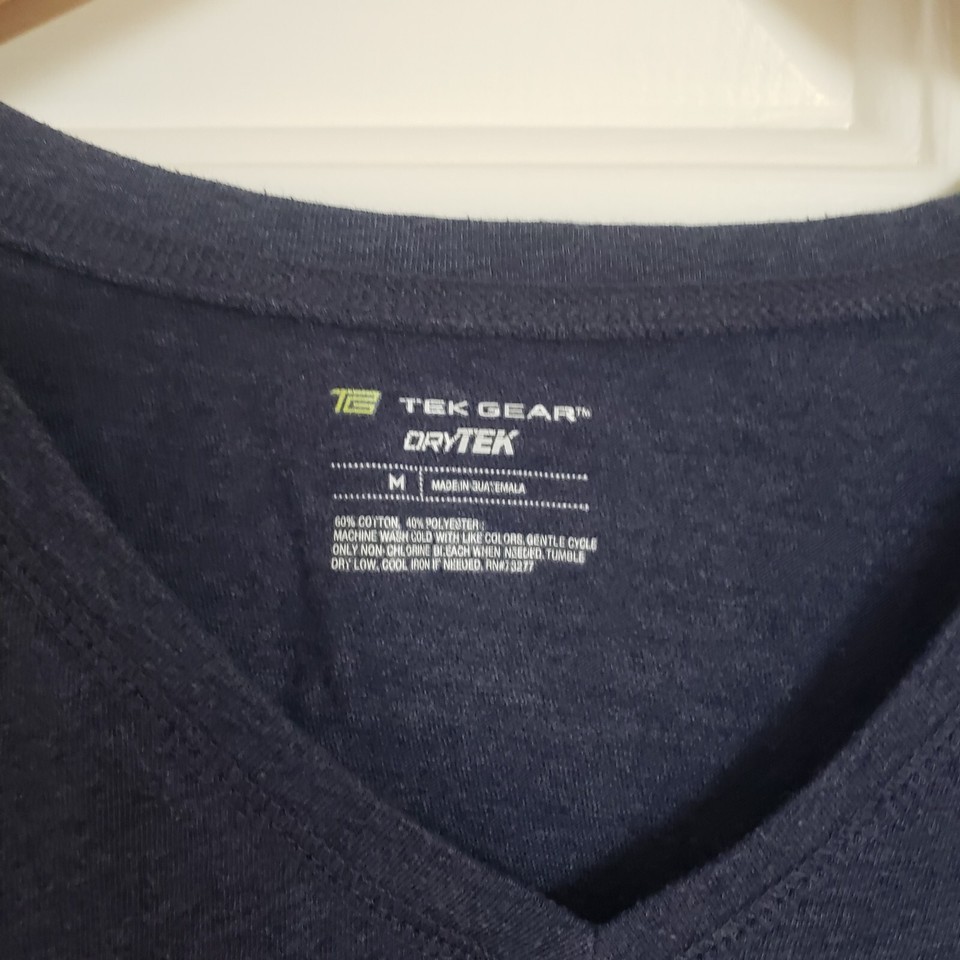 TG TEK GEAR™
DRYTEK
M MADE IN GUATEMALA
60% COTTON, 40% POLYESTER
MACHINE WASH COLD WITH LIKE COLORS, GENTLE CYCLE
ONLY NON-CHLORINE BLEACH WHEN NEEDED, TUMBLE
DRY LOW, COOL IRON IF NEEDED, RN#73277